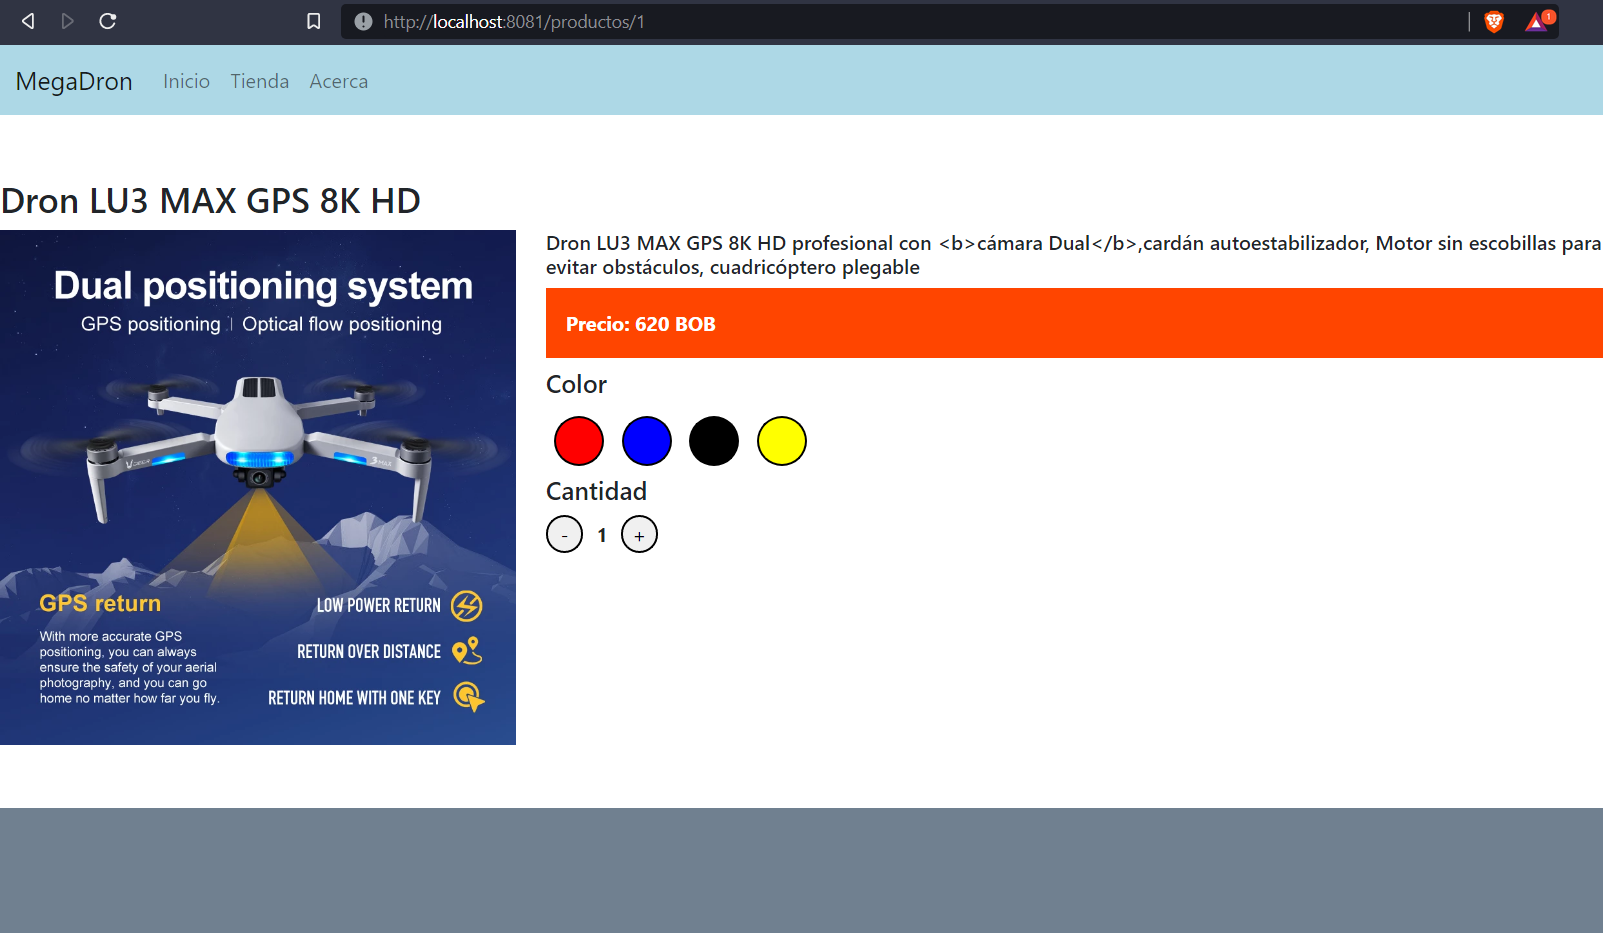 http://localhost:8081/productos/1
1
MegaDron Inicio Tienda Acerca
Dron LU3 MAX GPS 8K HD
Dual positioning system
GPS positioning | Optical flow positioning
GPS return
With more accurate GPS
positioning, you can always
ensure the safety of your aerial
photography, and you can go
home no matter how far you fly.
LOW POWER RETURN
RETURN OVER DISTANCE
RETURN HOME WITH ONE KEY
Dron LU3 MAX GPS 8K HD profesional con <b>cámara Dual</b>,cardán autoestabilizador, Motor sin escobillas para
evitar obstáculos, cuadricóptero plegable
Precio: 620 BOB
Color
Cantidad
- 1 +